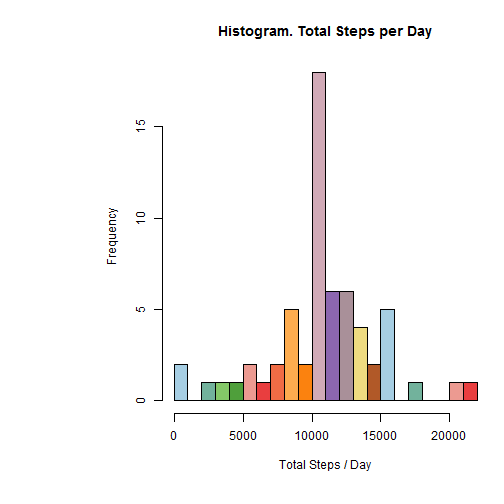 Histogram. Total Steps per Day
Frequency
15
10
5
0
0 5000 10000 15000 20000
Total Steps / Day